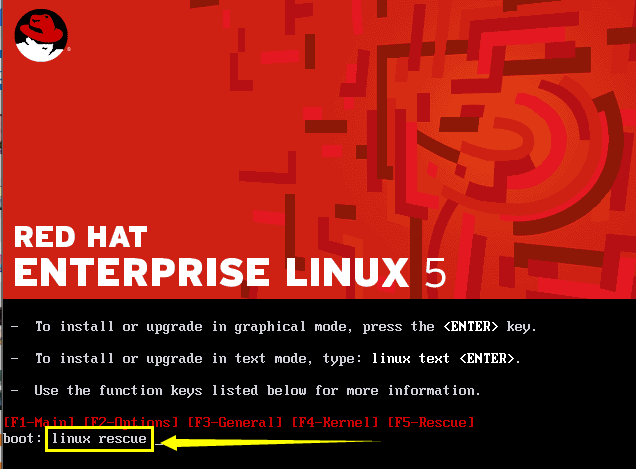 RED HAT
ENTERPRISE LINUX 5
- To install or upgrade in graphical mode, press the <ENTER> key.
- To install or upgrade in text mode, type: linux text <ENTER>.
- Use the function keys listed below for more information.
[F1-Main] [F2-Options] [F3-General] [F4-Kernel] [F5-Rescue]
boot: linux rescue _